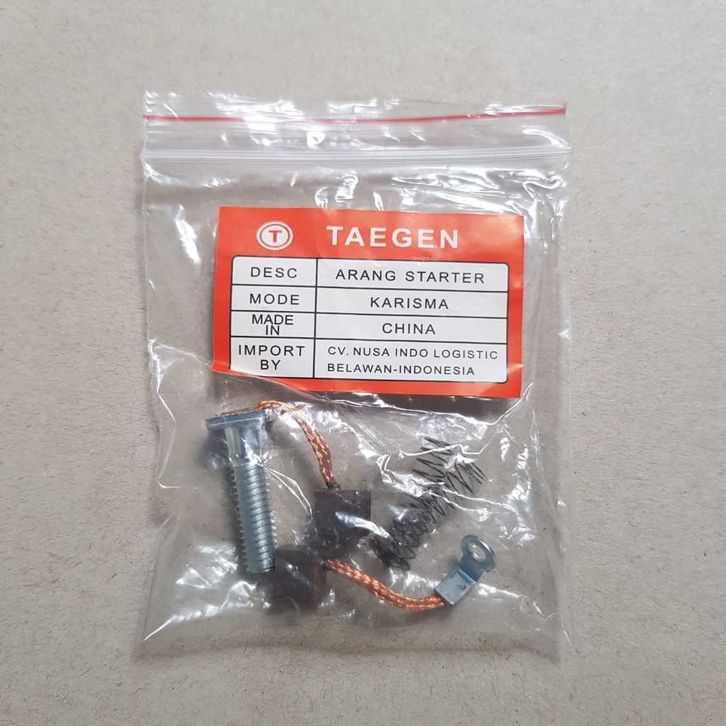 T TAEGEN
DESC ARANG STARTER
MODE KARISMA
MADE IN CHINA
IMPORT BY CV. NUSA INDO LOGISTIC
BELAWAN-INDONESIA